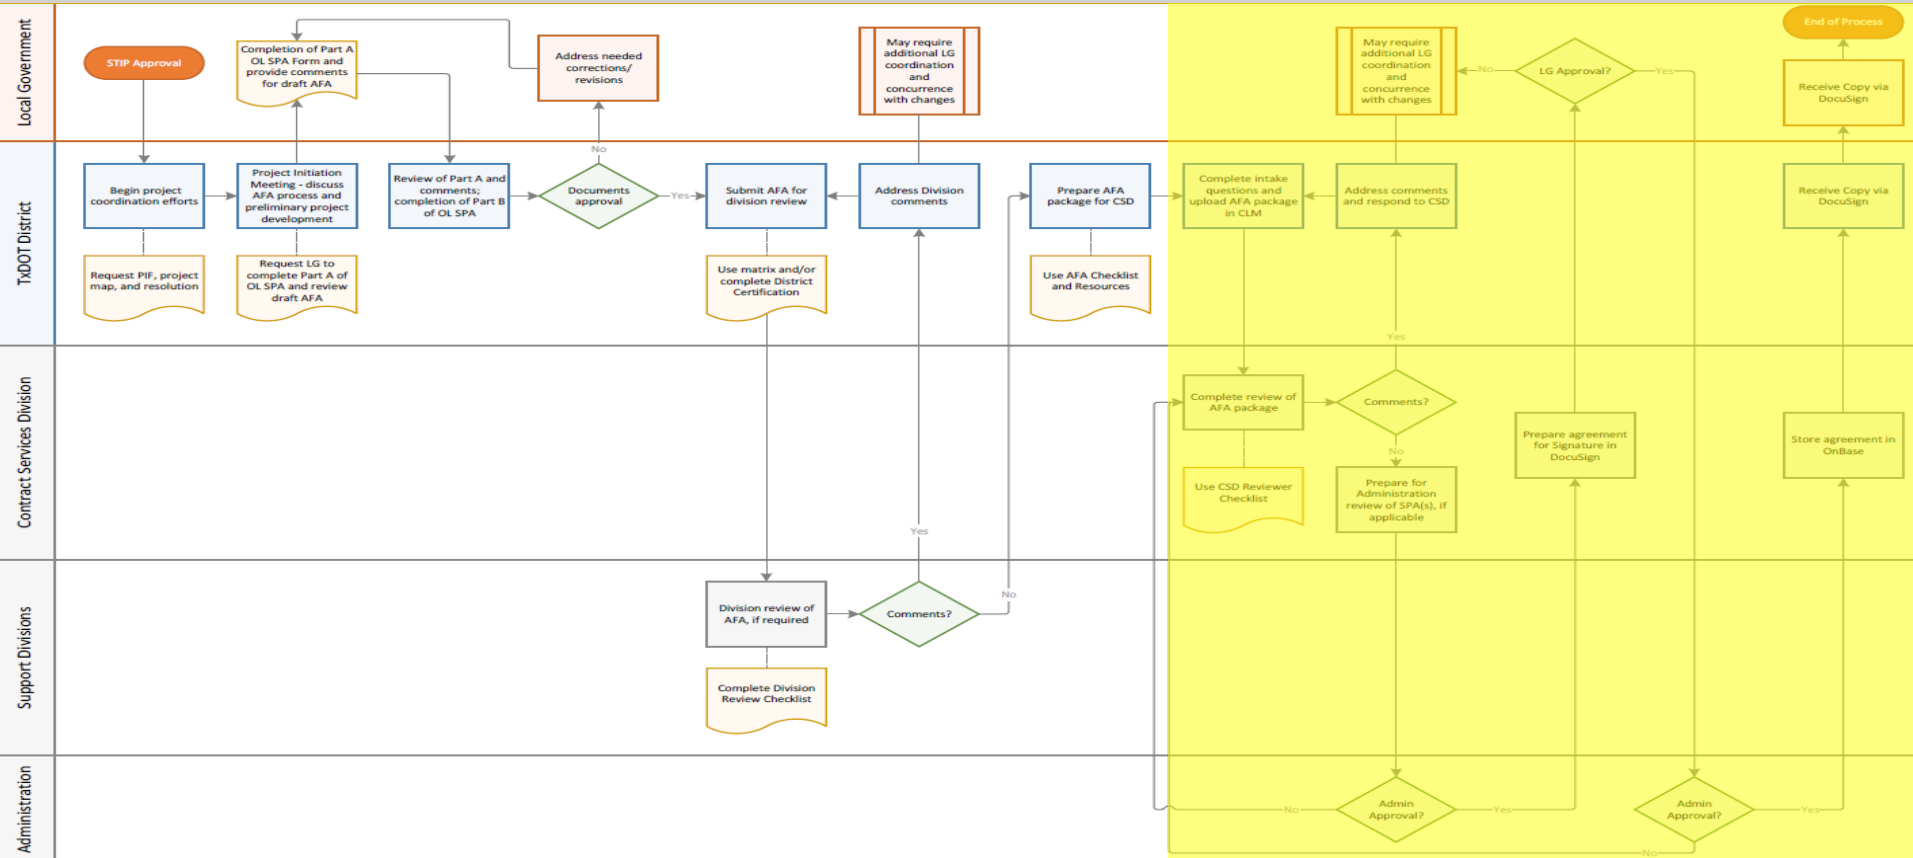 Local Government
STIP Approval
Completion of Part A
OL SPA Form and
provide comments
for draft AFA
Address needed
corrections/
revisions
May require
additional LG
coordination
and
concurrence
with changes
May require
additional LG
coordination
and
concurrence
with changes
No
LG Approval?
Yes
End of Process
Receive Copy via
DocuSign
TxDOT District
Begin project
coordination efforts
Project Initiation
Meeting - discuss
AFA process and
preliminary project
development
Review of Part A and
comments;
completion of Part B
of OL SPA
No
Documents
approval
Yes
Submit AFA for
division review
Address Division
comments
Prepare AFA
package for CSD
Complete intake
questions and
upload AFA package
in CLM
Address comments
and respond to CSD
Receive Copy via
DocuSign
Request PIF, project
map, and resolution
Request LG to
complete Part A of
OL SPA and review
draft AFA
Use matrix and/or
complete District
Certification
Use AFA Checklist
and Resources
Yes
Contract Services Division
Complete review of
AFA package
Comments?
No
Use CSD Reviewer
Checklist
Prepare for
Administration
review of SPA(s), if
applicable
Prepare agreement
for Signature in
DocuSign
Store agreement in
OnBase
Yes
Support Divisions
Division review of
AFA, if required
Comments?
No
Complete Division
Review Checklist
Administration
No
Admin
Approval?
Yes
Admin
Approval?
Yes
No